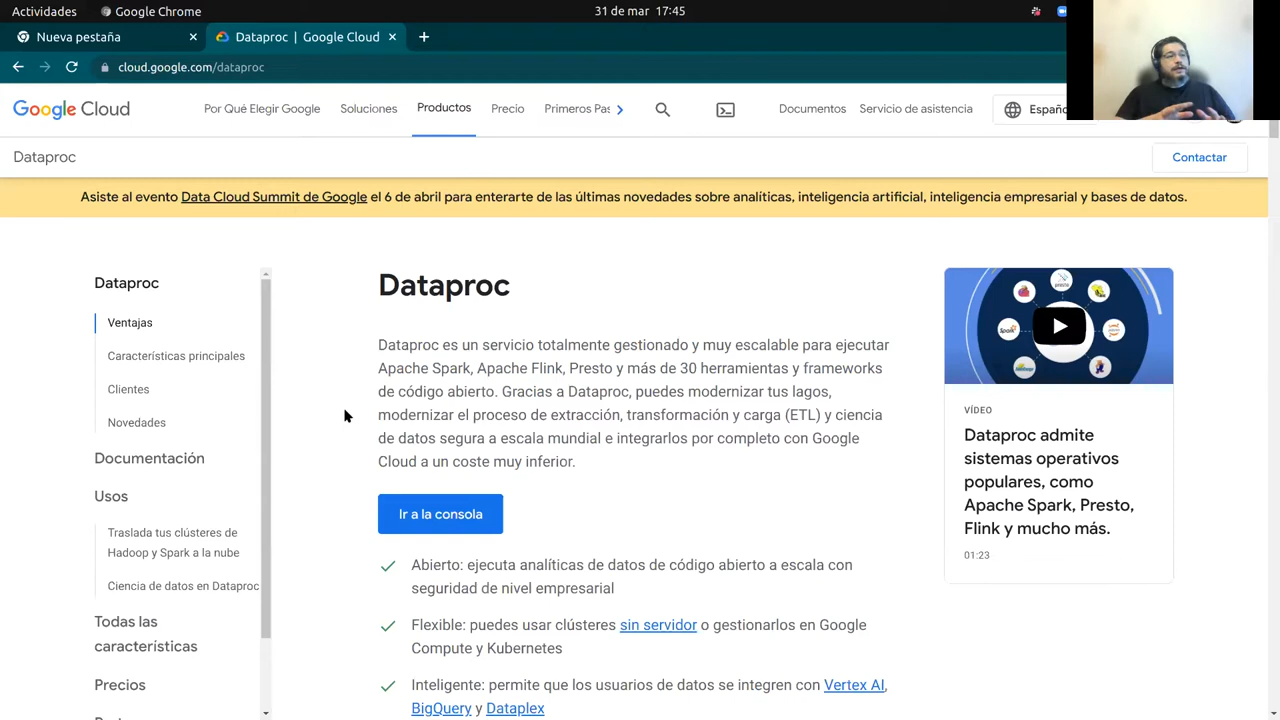 Actividades
Google Chrome
31 de mar 17:45
Nueva pestaña
Dataproc | Google Cloud
cloud.google.com/dataproc
Google Cloud
Por Qué Elegir Google
Soluciones
Productos
Precio
Primeros Pas
Documentos
Servicio de asistencia
Españo
Dataproc
Contactar
Asiste al evento Data Cloud Summit de Google el 6 de abril para enterarte de las últimas novedades sobre analíticas, inteligencia artificial, inteligencia empresarial y bases de datos.
Dataproc
Ventajas
Características principales
Clientes
Novedades
Documentación
Usos
Traslada tus clústeres de
Hadoop y Spark a la nube
Ciencia de datos en Dataproc
Todas las
características
Precios
Dataproc
Dataproc es un servicio totalmente gestionado y muy escalable para ejecutar
Apache Spark, Apache Flink, Presto y más de 30 herramientas y frameworks
de código abierto. Gracias a Dataproc, puedes modernizar tus lagos,
modernizar el proceso de extracción, transformación y carga (ETL) y ciencia
de datos segura a escala mundial e integrarlos por completo con Google
Cloud a un coste muy inferior.
Ir a la consola
Abierto: ejecuta analíticas de datos de código abierto a escala con
seguridad de nivel empresarial
Flexible: puedes usar clústeres sin servidor o gestionarlos en Google
Compute y Kubernetes
Inteligente: permite que los usuarios de datos se integren con Vertex AI,
BigQuery y Dataplex
presto
Spark
VÍDEO
Dataproc admite
sistemas operativos
populares, como
Apache Spark, Presto,
Flink y mucho más.
01:23